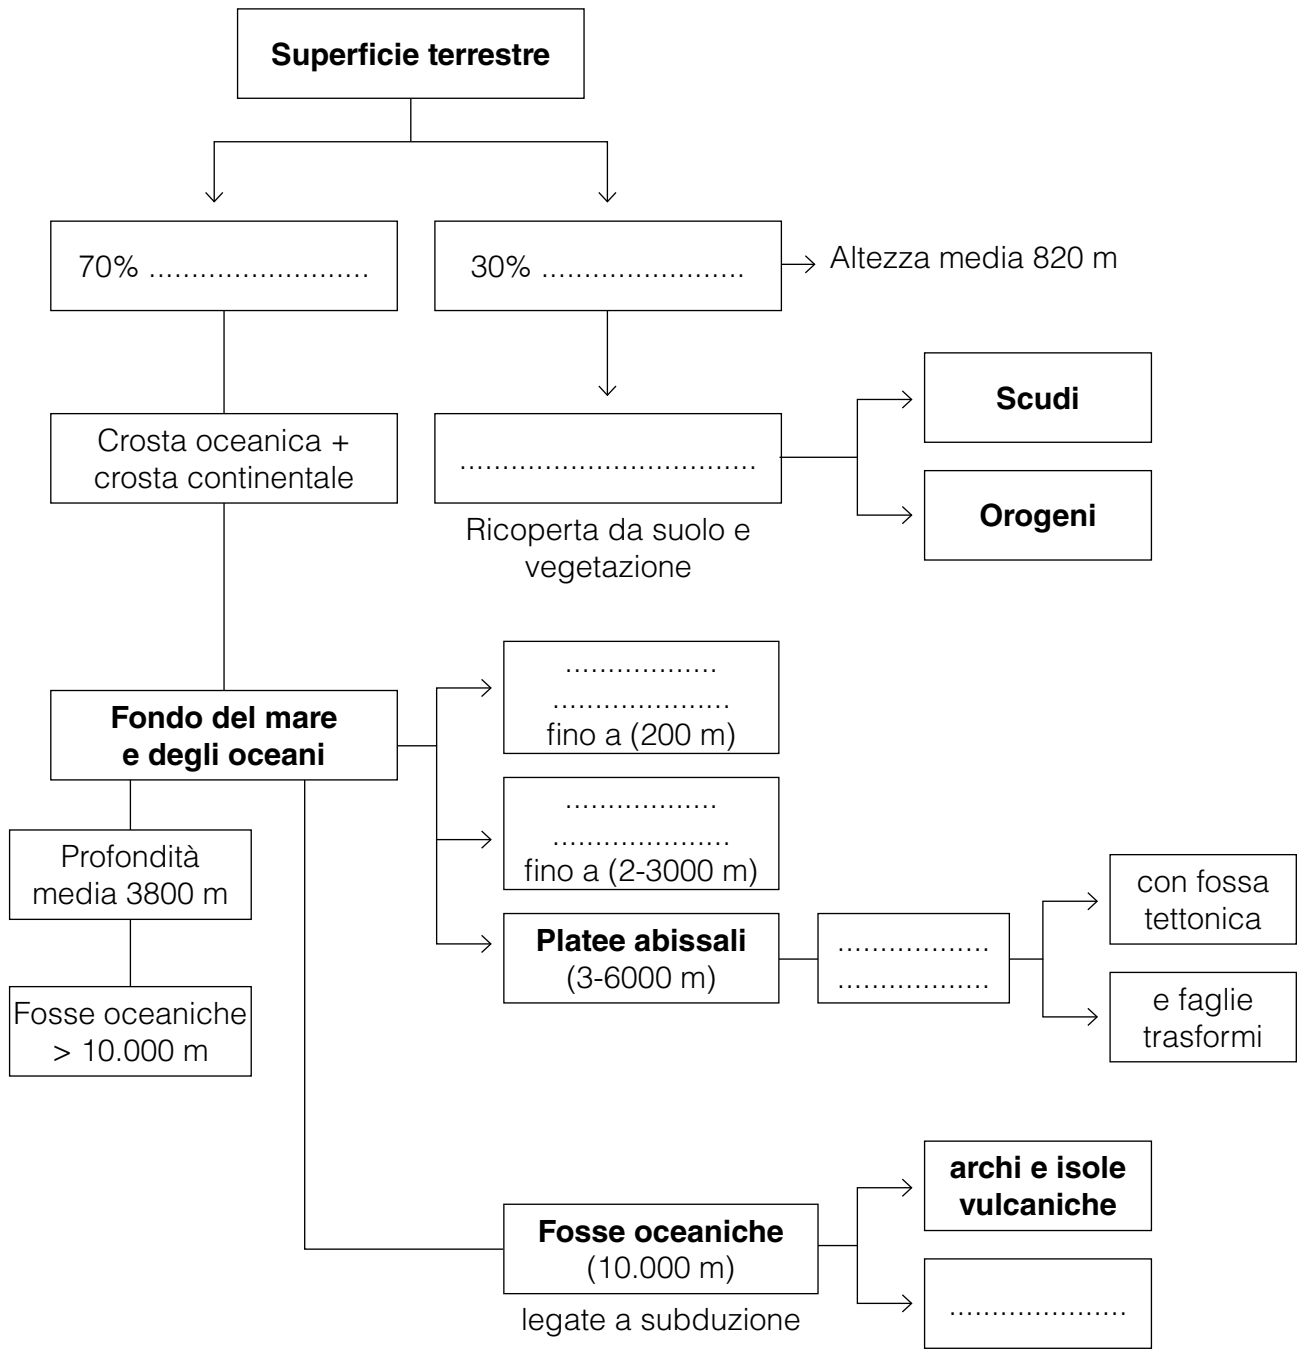 Superficie terrestre
70% ..........................
30% ........................
Altezza media 820 m
Crosta oceanica +
crosta continentale
...................................
Ricoperta da suolo e
vegetazione
Scudi
Orogeni
Fondo del mare
e degli oceani
..................
.....................
fino a (200 m)
..................
.....................
fino a (2-3000 m)
Platee abissali
(3-6000 m)
..................
..................
con fossa
tettonica
e faglie
trasformi
Profondità
media 3800 m
Fosse oceaniche
> 10.000 m
Fosse oceaniche
(10.000 m)
legate a subduzione
archi e isole
vulcaniche
.....................